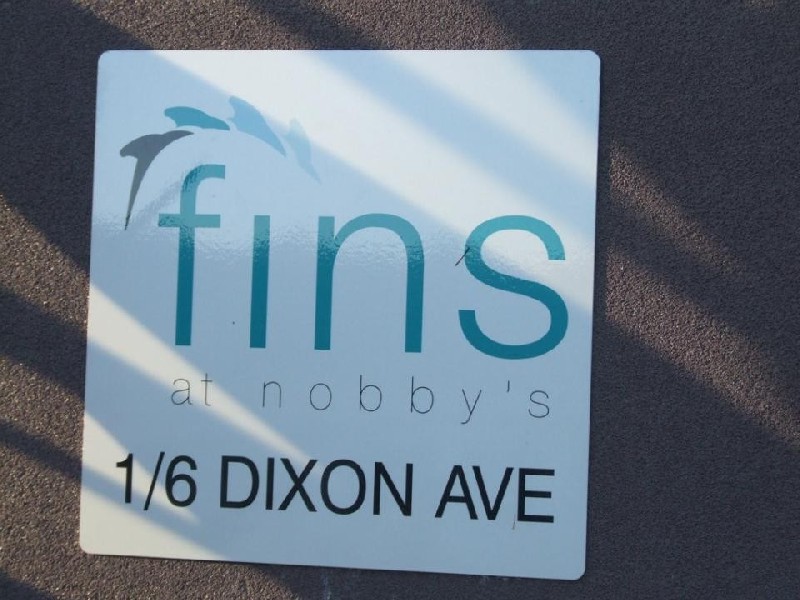 fins
at nobby's
1/6 DIXON AVE